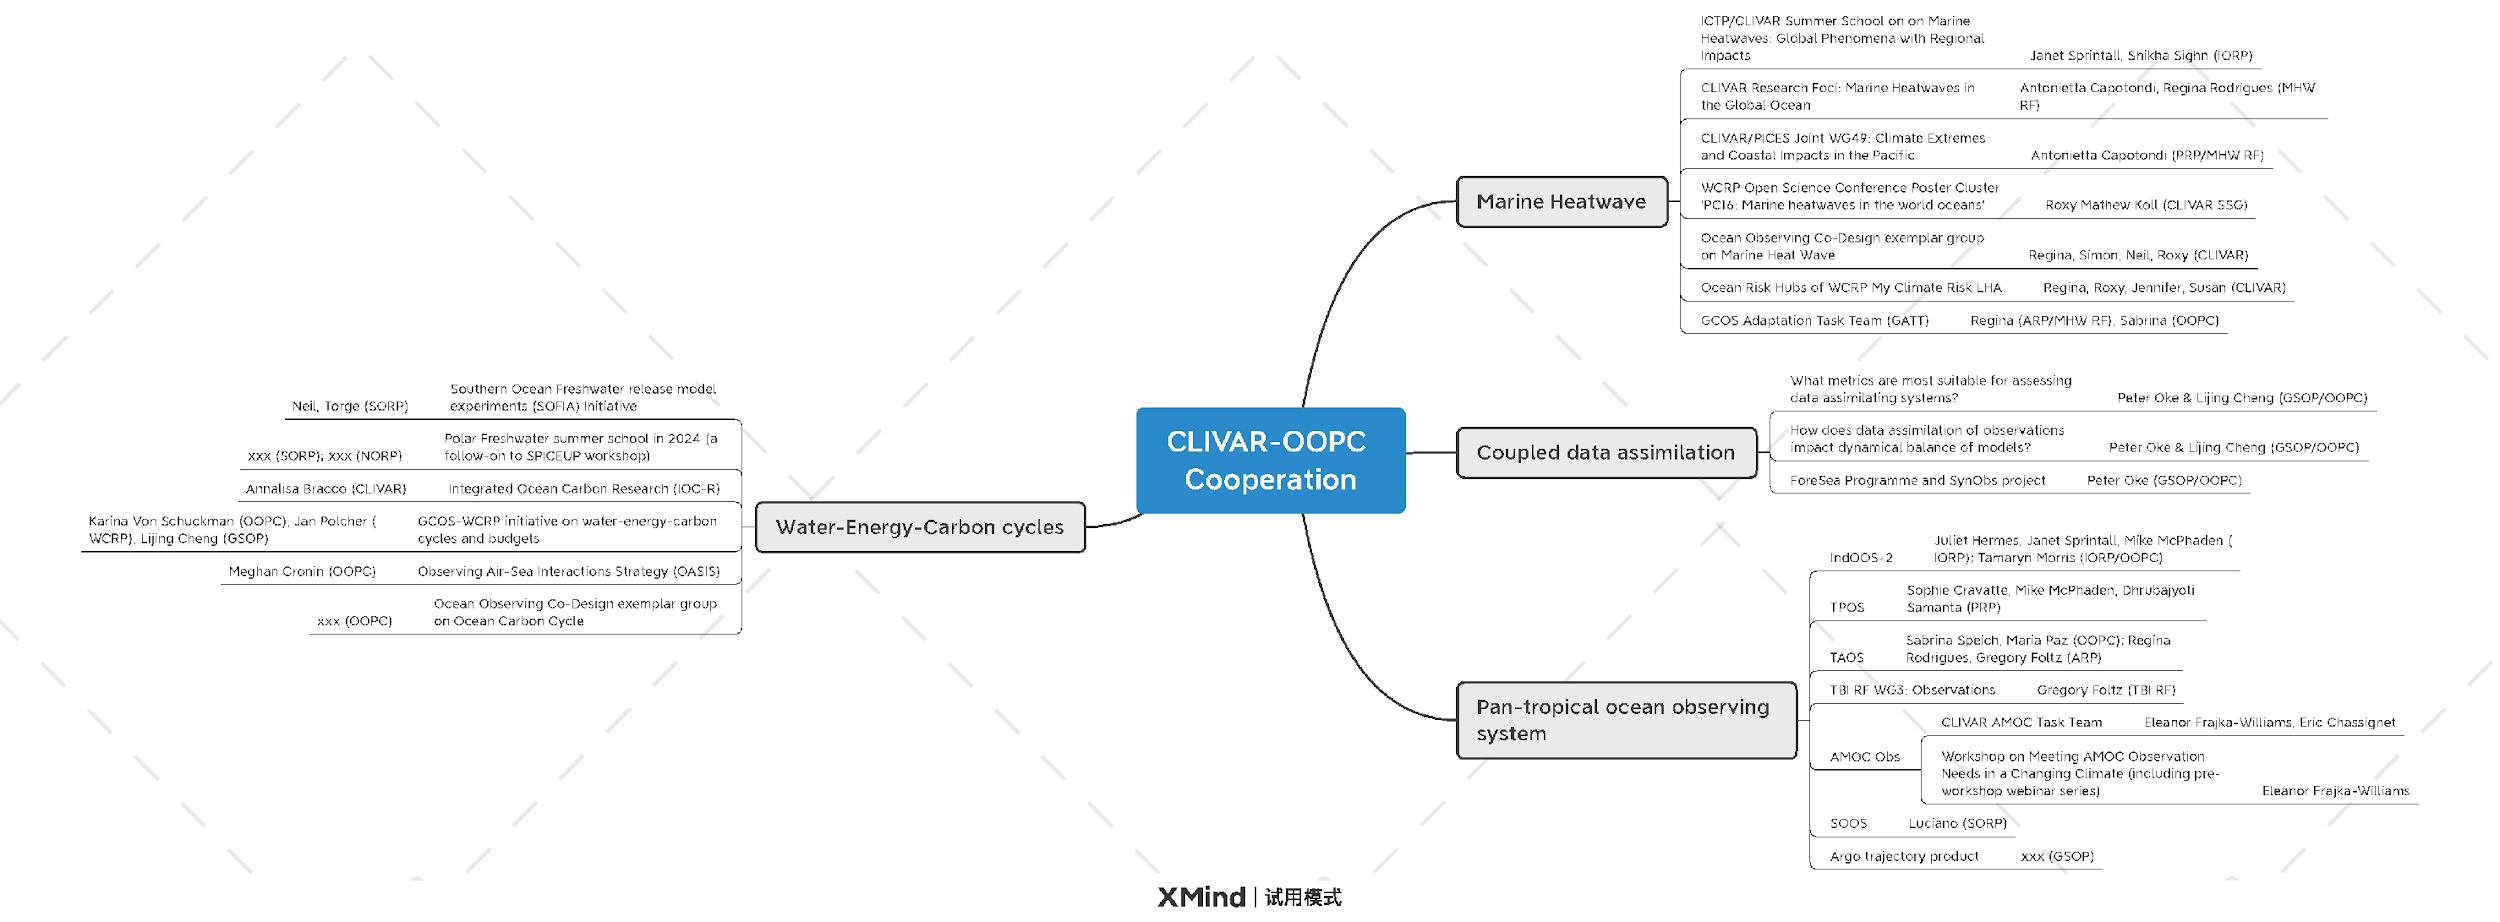 CLIVAR-OOPC
Cooperation
Marine Heatwave
ICTP/CLIVAR Summer School on on Marine
Heatwaves: Global Phenomena with Regional
Impacts
Janet Sprintall, Shikha Sighn (IORP)
CLIVAR Research Foci: Marine Heatwaves in
the Global Ocean
Antonietta Capotondi, Regina Rodrigues (MHW
RF)
CLIVAR/PICES Joint WG49: Climate Extremes
and Coastal Impacts in the Pacific
Antonietta Capotondi (PRP/MHW RF)
WCRP Open Science Conference Poster Cluster
'PC16: Marine heatwaves in the world oceans'
Roxy Mathew Koll (CLIVAR SSG)
Ocean Observing Co-Design exemplar group
on Marine Heat Wave
Regina, Simon, Neil, Roxy (CLIVAR)
Ocean Risk Hubs of WCRP My Climate Risk LHA
Regina, Roxy, Jennifer, Susan (CLIVAR)
GCOS Adaptation Task Team (GATT)
Regina (ARP/MHW RF), Sabrina (OOPC)
Coupled data assimilation
What metrics are most suitable for assessing
data assimilating systems?
Peter Oke & Lijing Cheng (GSOP/OOPC)
How does data assimilation of observations
impact dynamical balance of models?
Peter Oke & Lijing Cheng (GSOP/OOPC)
ForeSea Programme and SynObs project
Peter Oke (GSOP/OOPC)
Pan-tropical ocean observing
system
IndOOS-2
Juliet Hermes, Janet Sprintall, Mike McPhaden (
IORP); Tamaryn Morris (IORP/OOPC)
TPOS
Sophie Cravatte, Mike McPhaden, Dhrubajyoti
Samanta (PRP)
TAOS
Sabrina Speich, Maria Paz (OOPC); Regina
Rodrigues, Gregory Foltz (ARP)
TBI RF WG3: Observations
Gregory Foltz (TBI RF)
AMOC Obs
CLIVAR AMOC Task Team
Eleanor Frajka-Williams, Eric Chassignet
Workshop on Meeting AMOC Observation
Needs in a Changing Climate (including pre-
workshop webinar series)
Eleanor Frajka-Williams
SOOS
Luciano (SORP)
Argo trajectory product
xxx (GSOP)
Water-Energy-Carbon cycles
Southern Ocean Freshwater release model
experiments (SOFIA) Initiative
Neil, Torge (SORP)
Polar Freshwater summer school in 2024 (a
follow-on to SPICEUP workshop)
xxx (SORP); xxx (NORP)
Integrated Ocean Carbon Research (IOC-R)
Annalisa Bracco (CLIVAR)
GCOS-WCRP initiative on water-energy-carbon
cycles and budgets
Karina Von Schuckman (OOPC), Jan Polcher (
WCRP), Lijing Cheng (GSOP)
Observing Air-Sea Interactions Strategy (OASIS)
Meghan Cronin (OOPC)
Ocean Observing Co-Design exemplar group
on Ocean Carbon Cycle
xxx (OOPC)
XMind | 试用模式